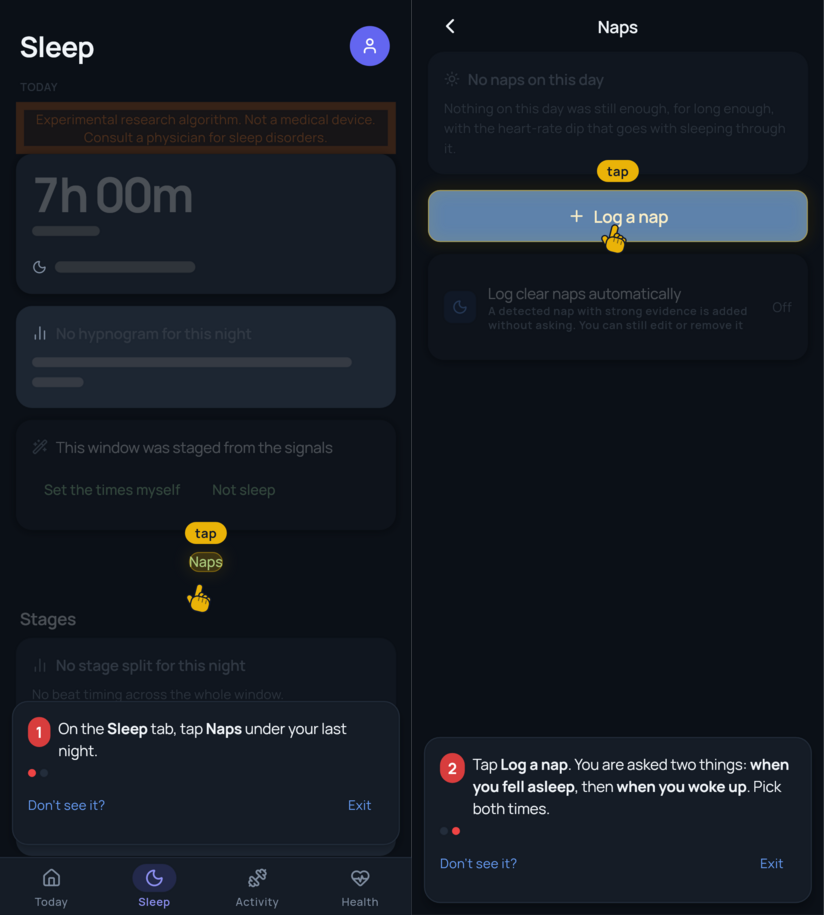 Sleep
TODAY
Experimental research algorithm. Not a medical device.
Consult a physician for sleep disorders.
7h 00m
No hypnogram for this night
This window was staged from the signals
Set the times myself
Not sleep
tap
Naps
Stages
No stage split for this night
No beat timing across the whole window.
1
On the Sleep tab, tap Naps under your last
night.
Don't see it?
Exit
Today
Sleep
Activity
Health
Naps
No naps on this day
Nothing on this day was still enough, for long enough,
with the heart-rate dip that goes with sleeping through
it.
tap
+ Log a nap
Log clear naps automatically
A detected nap with strong evidence is added
without asking. You can still edit or remove it
Off
2
Tap Log a nap. You are asked two things: when
you fell asleep, then when you woke up. Pick
both times.
Don't see it?
Exit